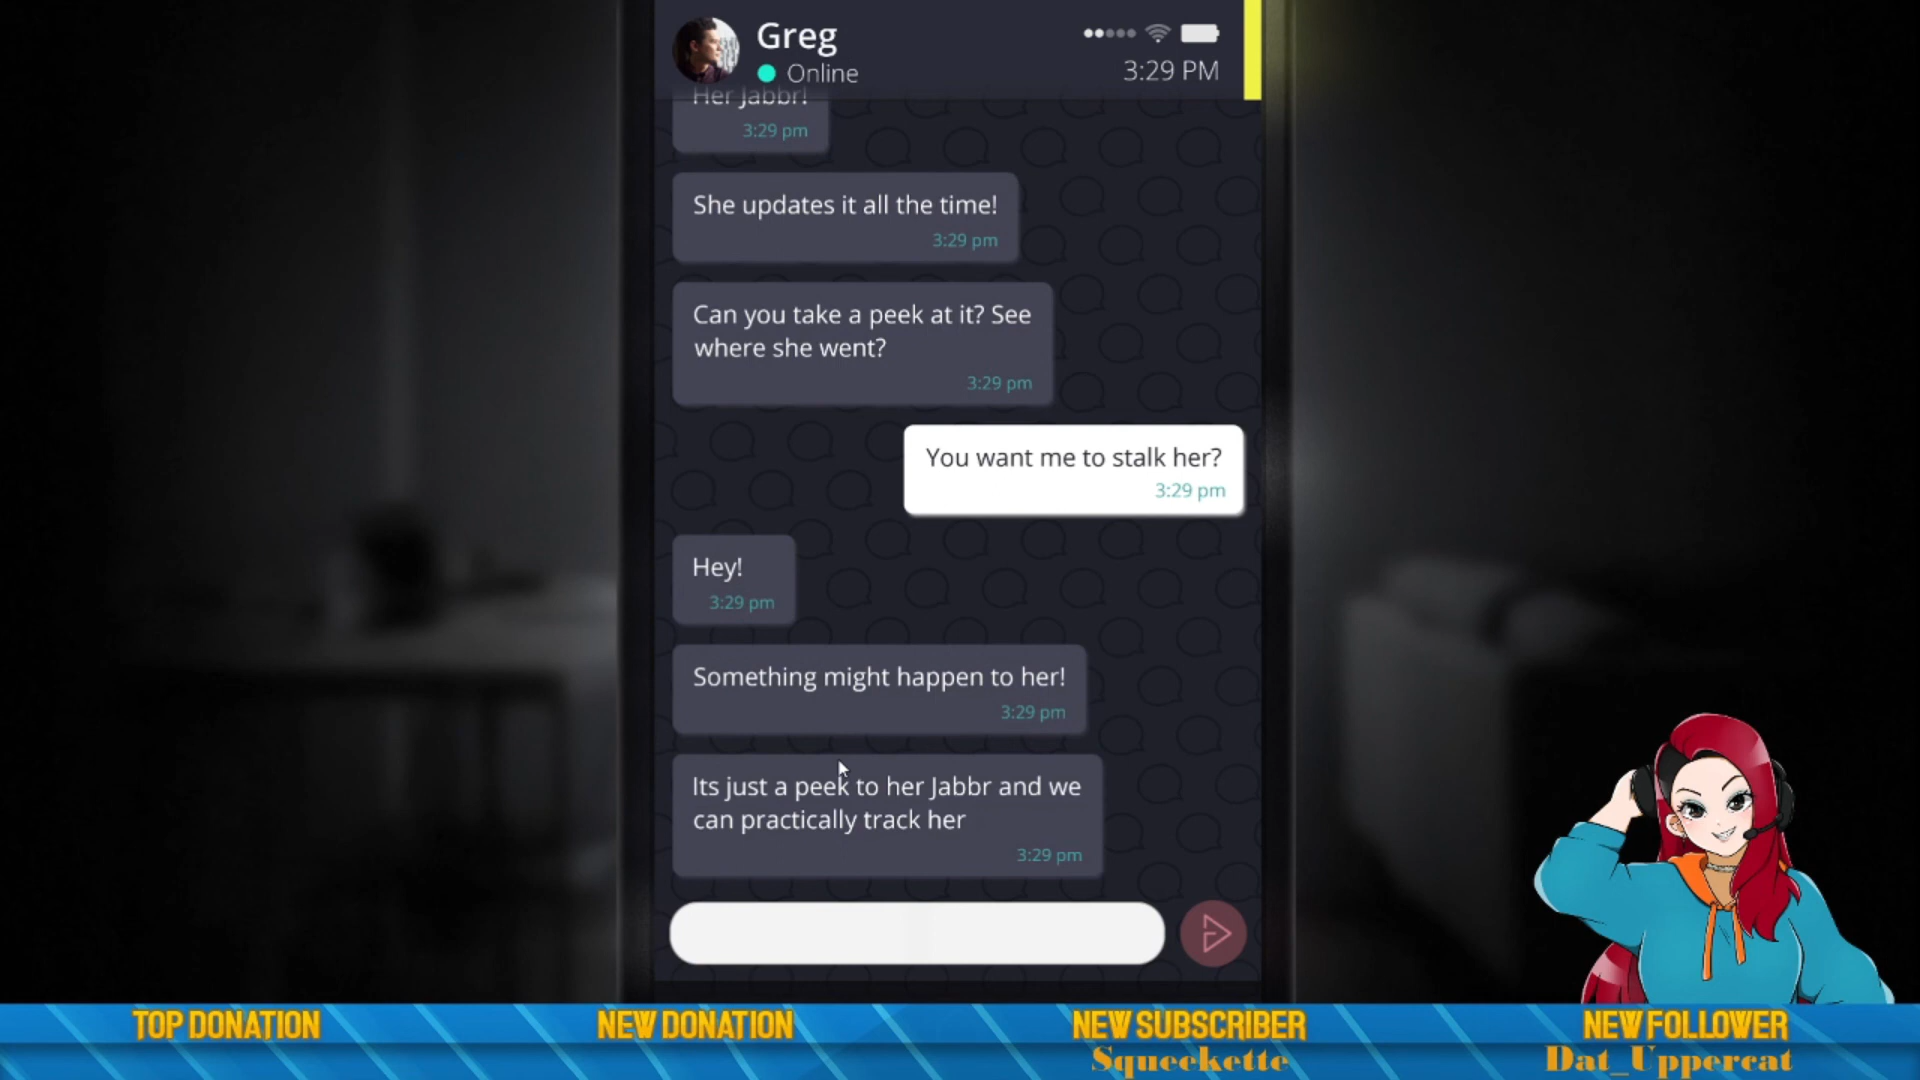 Greg
Online
3:29 PM
Her Jabbr!
3:29 pm
She updates it all the time!
3:29 pm
Can you take a peek at it? See
where she went?
3:29 pm
You want me to stalk her?
3:29 pm
Hey!
3:29 pm
Something might happen to her!
3:29 pm
Its just a peek to her Jabbr and we
can practically track her
3:29 pm
TOP DONATION
NEW DONATION
NEW SUBSCRIBER
Squeekette
NEW FOLLOWER
Dat_Uppercat